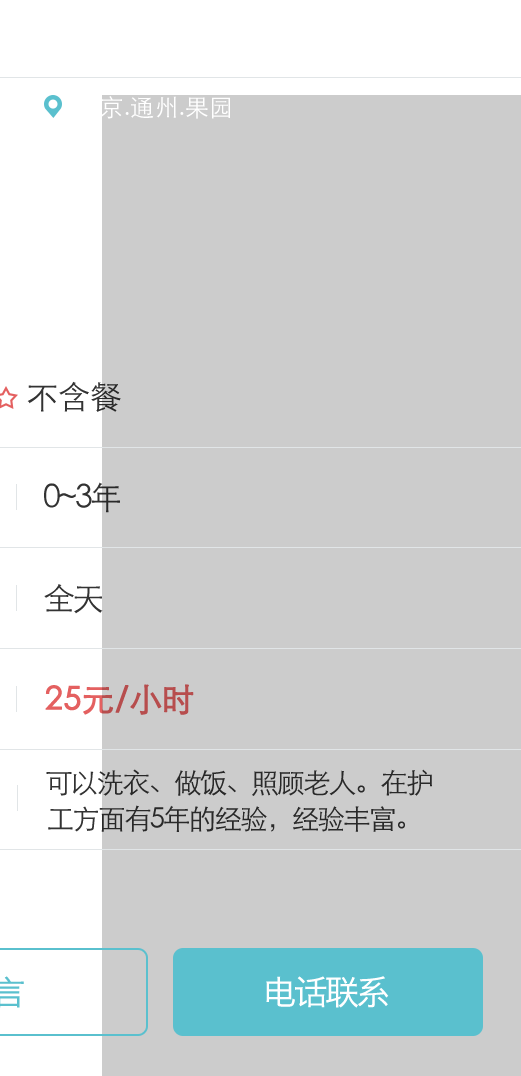 京.通州.果园
不含餐
0~3年
全天
25元/小时
可以洗衣、做饭、照顾老人。在护
工方面有5年的经验，经验丰富。
言
电话联系